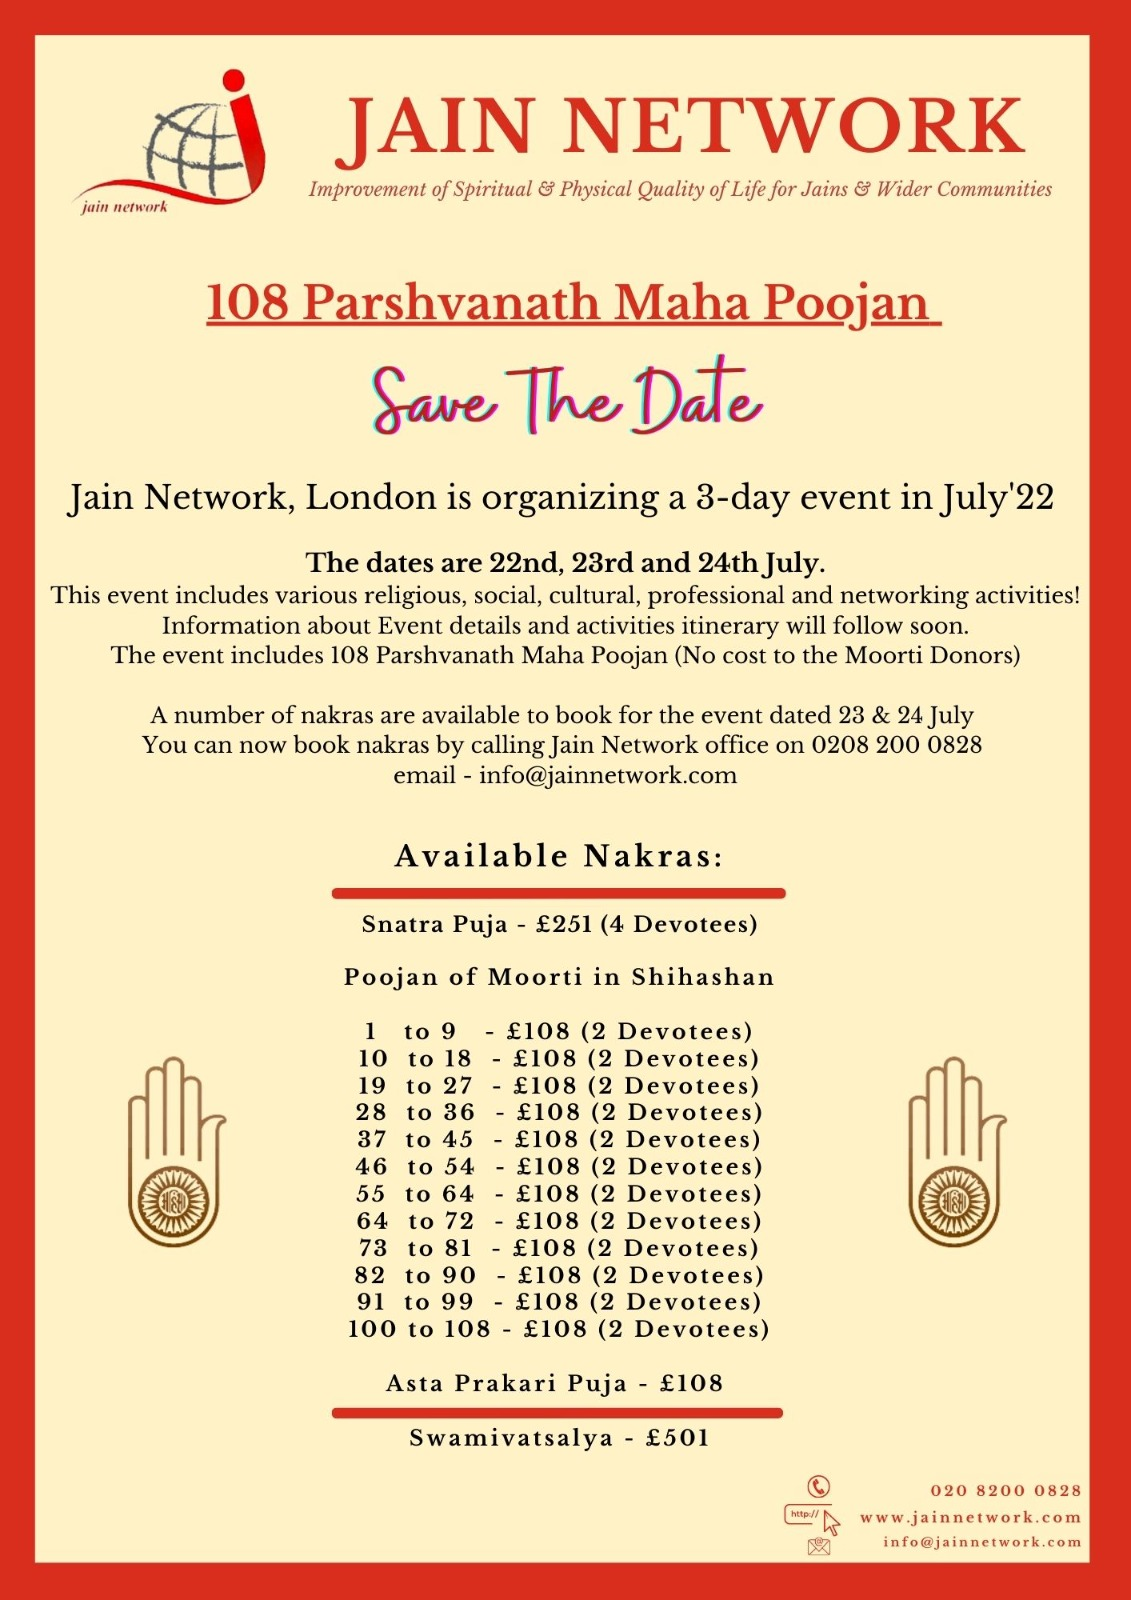 JAIN NETWORK
Improvement of Spiritual & Physical Quality of Life for Jains & Wider Communities
jain network
108 Parshvanath Maha Poojan
Save The Date
Jain Network, London is organizing a 3-day event in July'22
The dates are 22nd, 23rd and 24th July.
This event includes various religious, social, cultural, professional and networking activities!
Information about Event details and activities itinerary will follow soon.
The event includes 108 Parshvanath Maha Poojan (No cost to the Moorti Donors)
A number of nakras are available to book for the event dated 23 & 24 July
You can now book nakras by calling Jain Network office on 0208 200 0828
email - info@jainnetwork.com
Available Nakras:
Snatra Puja - £251 (4 Devotees)
Poojan of Moorti in Shihashan
1 to 9 - £108 (2 Devotees)
10 to 18 - £108 (2 Devotees)
19 to 27 - £108 (2 Devotees)
28 to 36 - £108 (2 Devotees)
37 to 45 - £108 (2 Devotees)
46 to 54 - £108 (2 Devotees)
55 to 64 - £108 (2 Devotees)
64 to 72 - £108 (2 Devotees)
73 to 81 - £108 (2 Devotees)
82 to 90 - £108 (2 Devotees)
91 to 99 - £108 (2 Devotees)
100 to 108 - £108 (2 Devotees)
Asta Prakari Puja - £108
Swamivatsalya - £501
020 8200 0828
http://
www.jainnetwork.com
info@jainnetwork.com